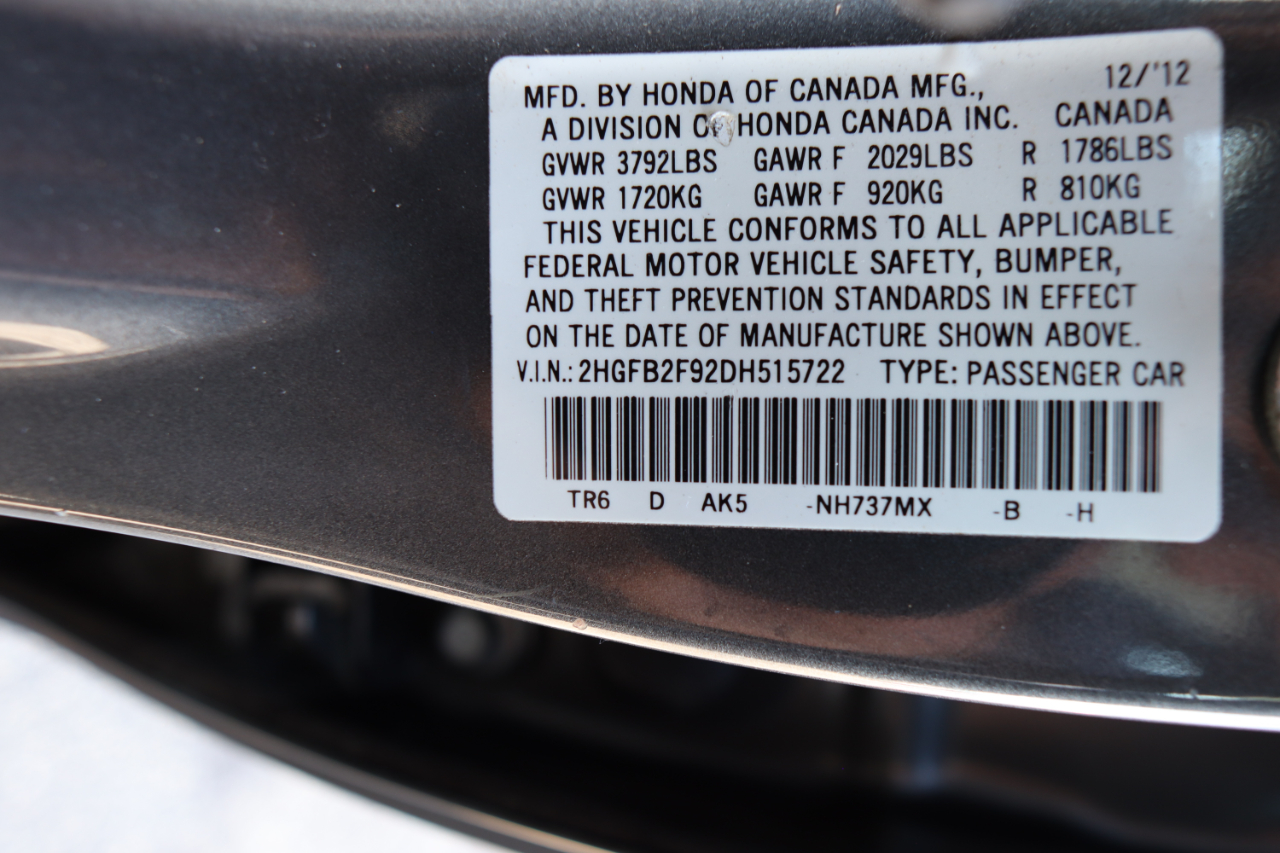 MFD. BY HONDA OF CANADA MFG., 12/'12
A DIVISION OF HONDA CANADA INC. CANADA
GVWR 3792LBS GAWR F 2029LBS R 1786LBS
GVWR 1720KG GAWR F 920KG R 810KG
THIS VEHICLE CONFORMS TO ALL APPLICABLE
FEDERAL MOTOR VEHICLE SAFETY, BUMPER,
AND THEFT PREVENTION STANDARDS IN EFFECT
ON THE DATE OF MANUFACTURE SHOWN ABOVE.
V.I.N.: 2HGFB2F92DH515722 TYPE: PASSENGER CAR
TR6 D AK5 -NH737MX -B -H